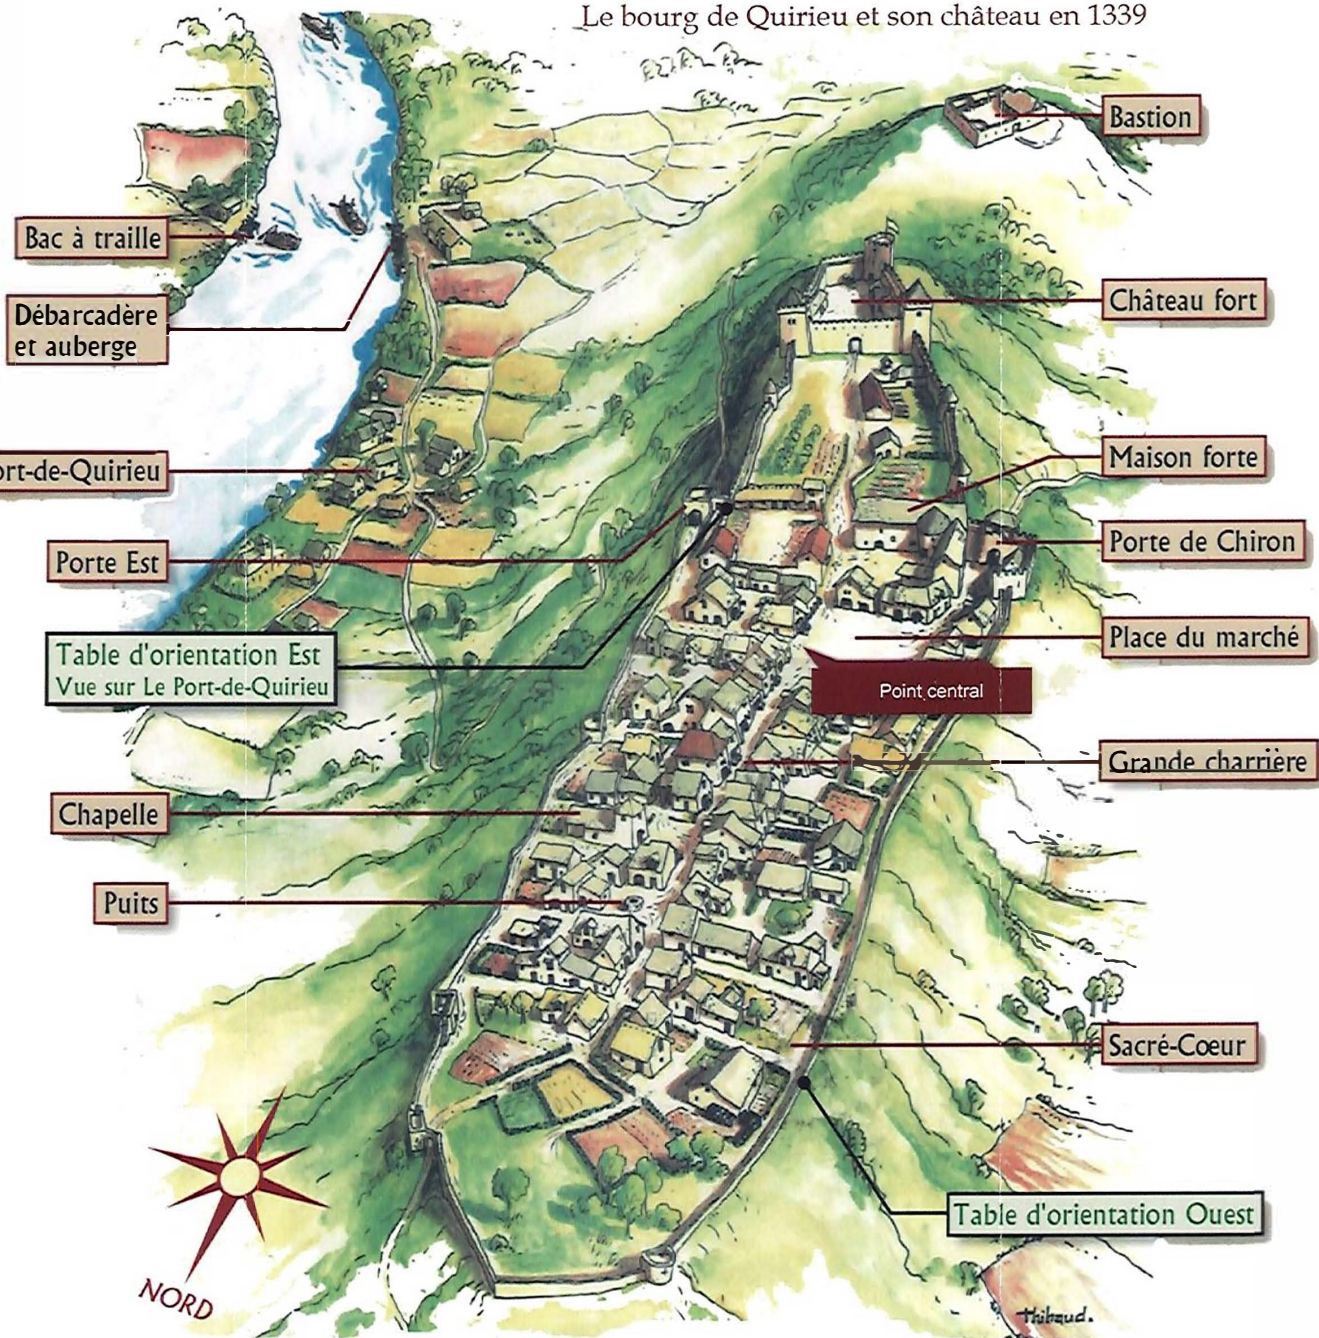 Le bourg de Quirieu et son château en 1339
Bastion
Bac à traille
Château fort
Débarcadère
et auberge
Maison forte
ort-de-Quirieu
Porte de Chiron
Porte Est
Place du marché
Table d'orientation Est
Vue sur Le Port-de-Quirieu
Point central
Grande charrière
Chapelle
Puits
Sacré-Coeur
Table d'orientation Ouest
NORD
Thibaud.